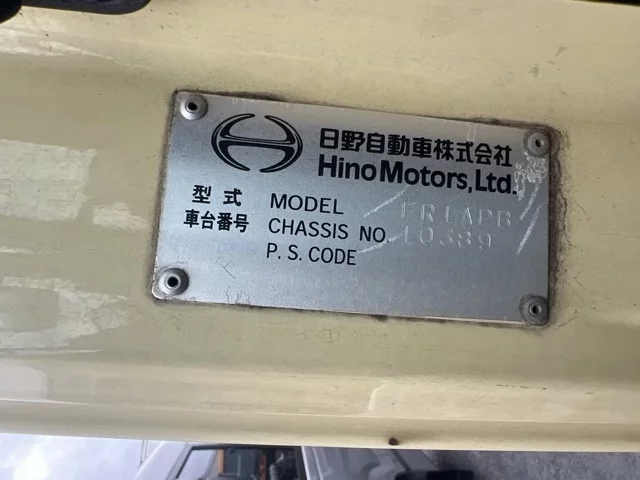 日野自動車株式会社
Hino Motors, Ltd.
型式 MODEL FR1APB
車台番号 CHASSIS NO. 10389
P. S. CODE